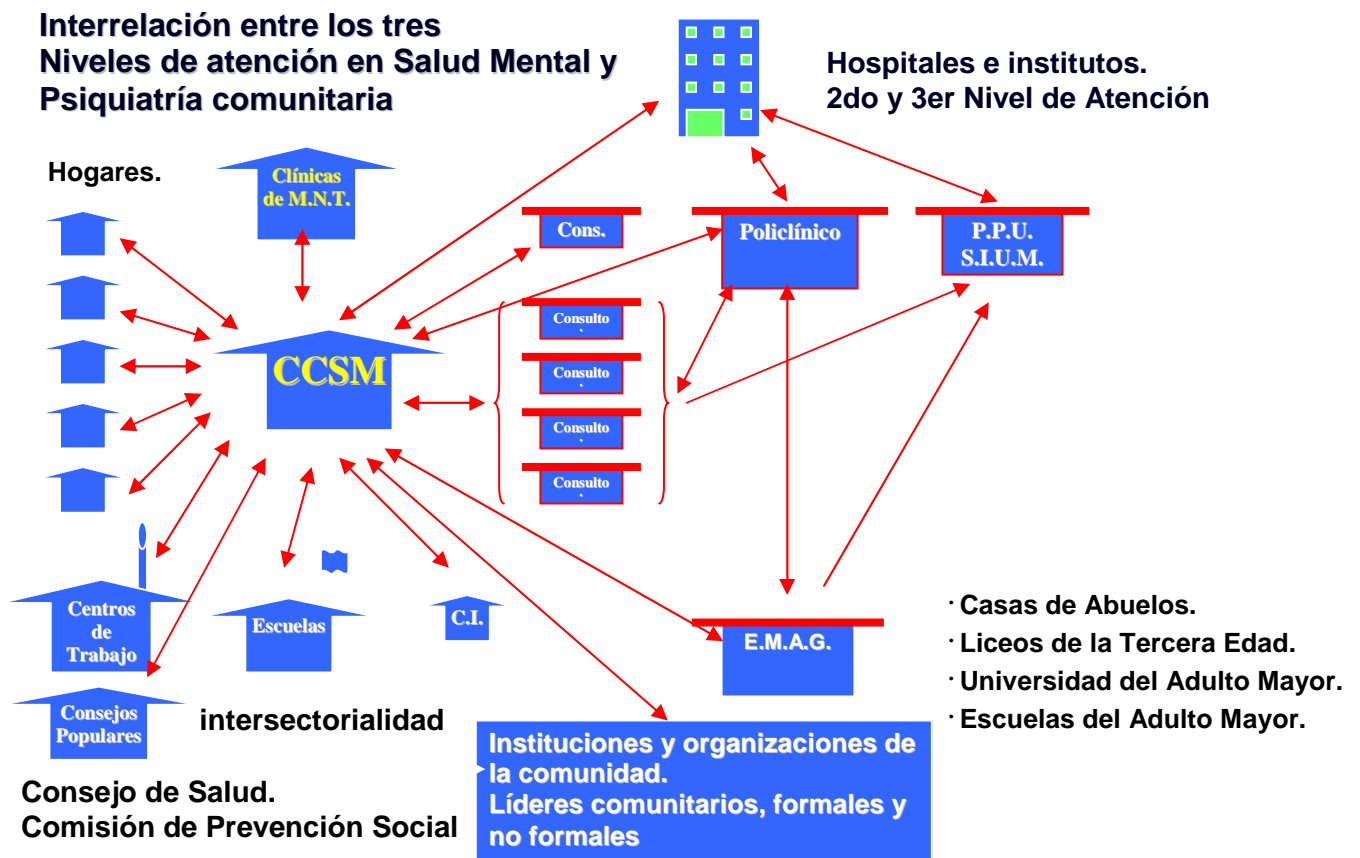 Interrelación entre los tres
Niveles de atención en Salud Mental y
Psiquiatría comunitaria
Hospitales e institutos.
2do y 3er Nivel de Atención
Hogares.
Clínicas
de M.N.T.
Cons.
Policlínico
P.P.U.
S.I.U.M.
Consulto
Consulto
Consulto
Consulto
CCSM
Centros
de
Trabajo
Escuelas
C.I.
E.M.A.G.
· Casas de Abuelos.
· Liceos de la Tercera Edad.
· Universidad del Adulto Mayor.
· Escuelas del Adulto Mayor.
Consejos
Populares
intersectorialidad
Instituciones y organizaciones de
la comunidad.
Líderes comunitarios, formales y
no formales
Consejo de Salud.
Comisión de Prevención Social